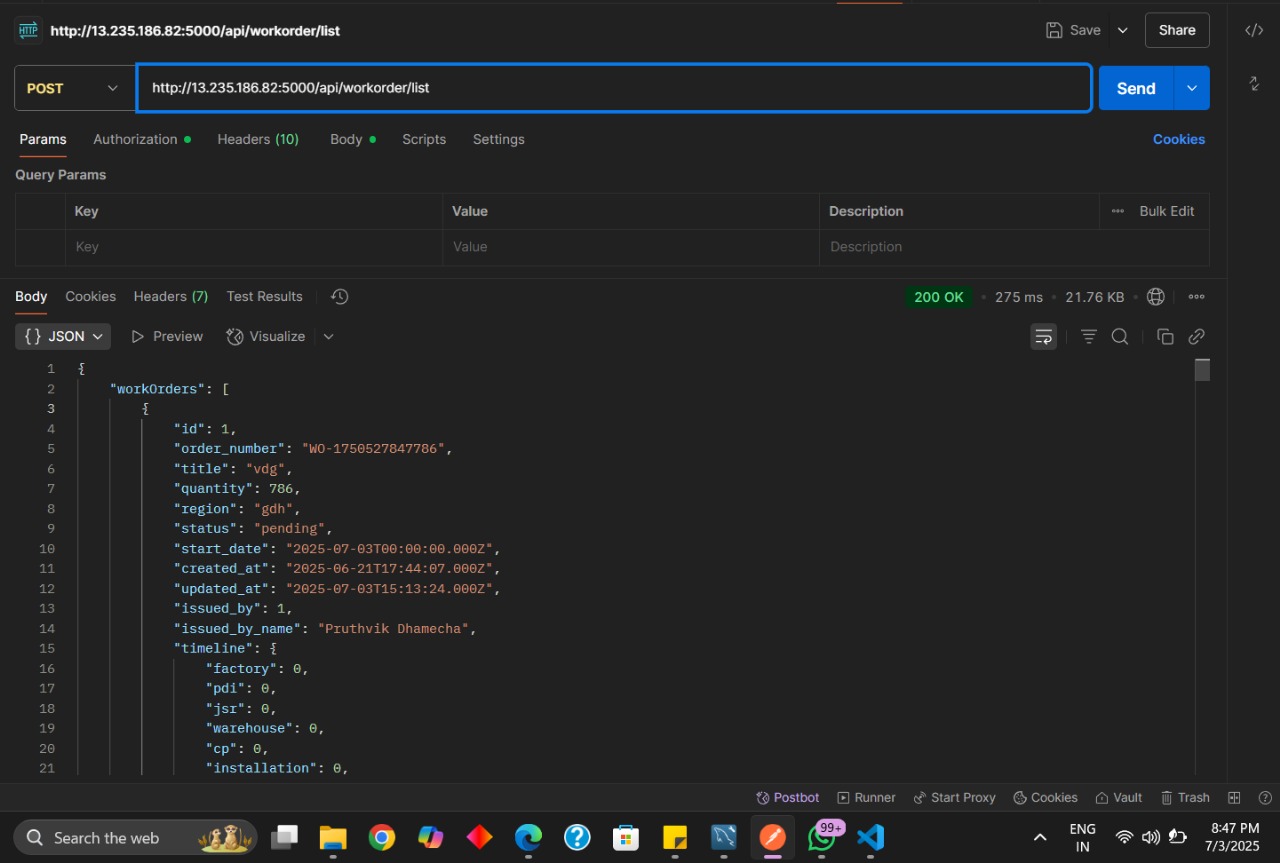 HTTP http://13.235.186.82:5000/api/workorder/list Save Share
POST http://13.235.186.82:5000/api/workorder/list Send
Params Authorization Headers (10) Body Scripts Settings Cookies
Query Params
Key Value Description Bulk Edit
Key Value Description
Body Cookies Headers (7) Test Results 200 OK 275 ms 21.76 KB
{} JSON Preview Visualize
1 {
2 "workOrders": [
3 {
4 "id": 1,
5 "order_number": "WO-1750527847786",
6 "title": "vdg",
7 "quantity": 786,
8 "region": "gdh",
9 "status": "pending",
10 "start_date": "2025-07-03T00:00:00.000Z",
11 "created_at": "2025-06-21T17:44:07.000Z",
12 "updated_at": "2025-07-03T15:13:24.000Z",
13 "issued_by": 1,
14 "issued_by_name": "Pruthvik Dhamecha",
15 "timeline": {
16 "factory": 0,
17 "pdi": 0,
18 "jsr": 0,
19 "warehouse": 0,
20 "cp": 0,
21 "installation": 0,
Postbot Runner Start Proxy Cookies Vault Trash
Search the web 99+ ENG 8:47 PM
IN 7/3/2025